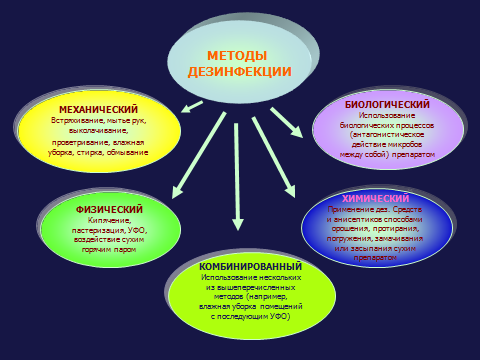 МЕТОДЫ
ДЕЗИНФЕКЦИИ
МЕХАНИЧЕСКИЙ
Встряхивание, мытье рук,
выколачивание,
проветривание, влажная
уборка, стирка, обмывание
БИОЛОГИЧЕСКИЙ
Использование
биологических процессов
(антагонистическое
действие микробов
между собой) препаратом
ФИЗИЧЕСКИЙ
Кипячение,
пастеризация, УФО,
воздействие сухим
горячим паром
ХИМИЧЕСКИЙ
Применение дез. Средств
и анисептиков способами
орошения, протирания,
погружения, замачивания
или засыпания сухим
препаратом
КОМБИНИРОВАННЫЙ
Использование нескольких
из вышеперечисленных
методов (например,
влажная уборка помещений
с последующим УФО)